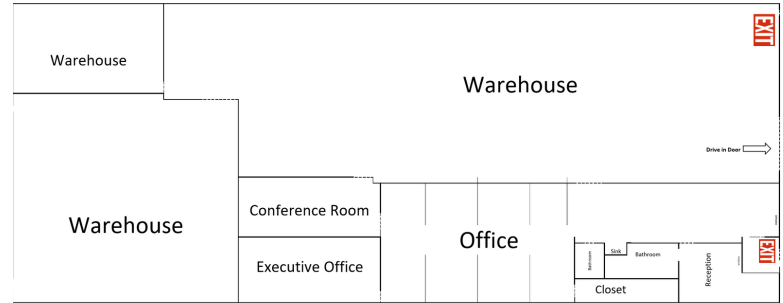 EXIT
Warehouse
Warehouse
Drive in Door
Conference Room
Warehouse
Office
EXIT
Sink
Bathroom
Bathroom
Executive Office
Reception
Closet